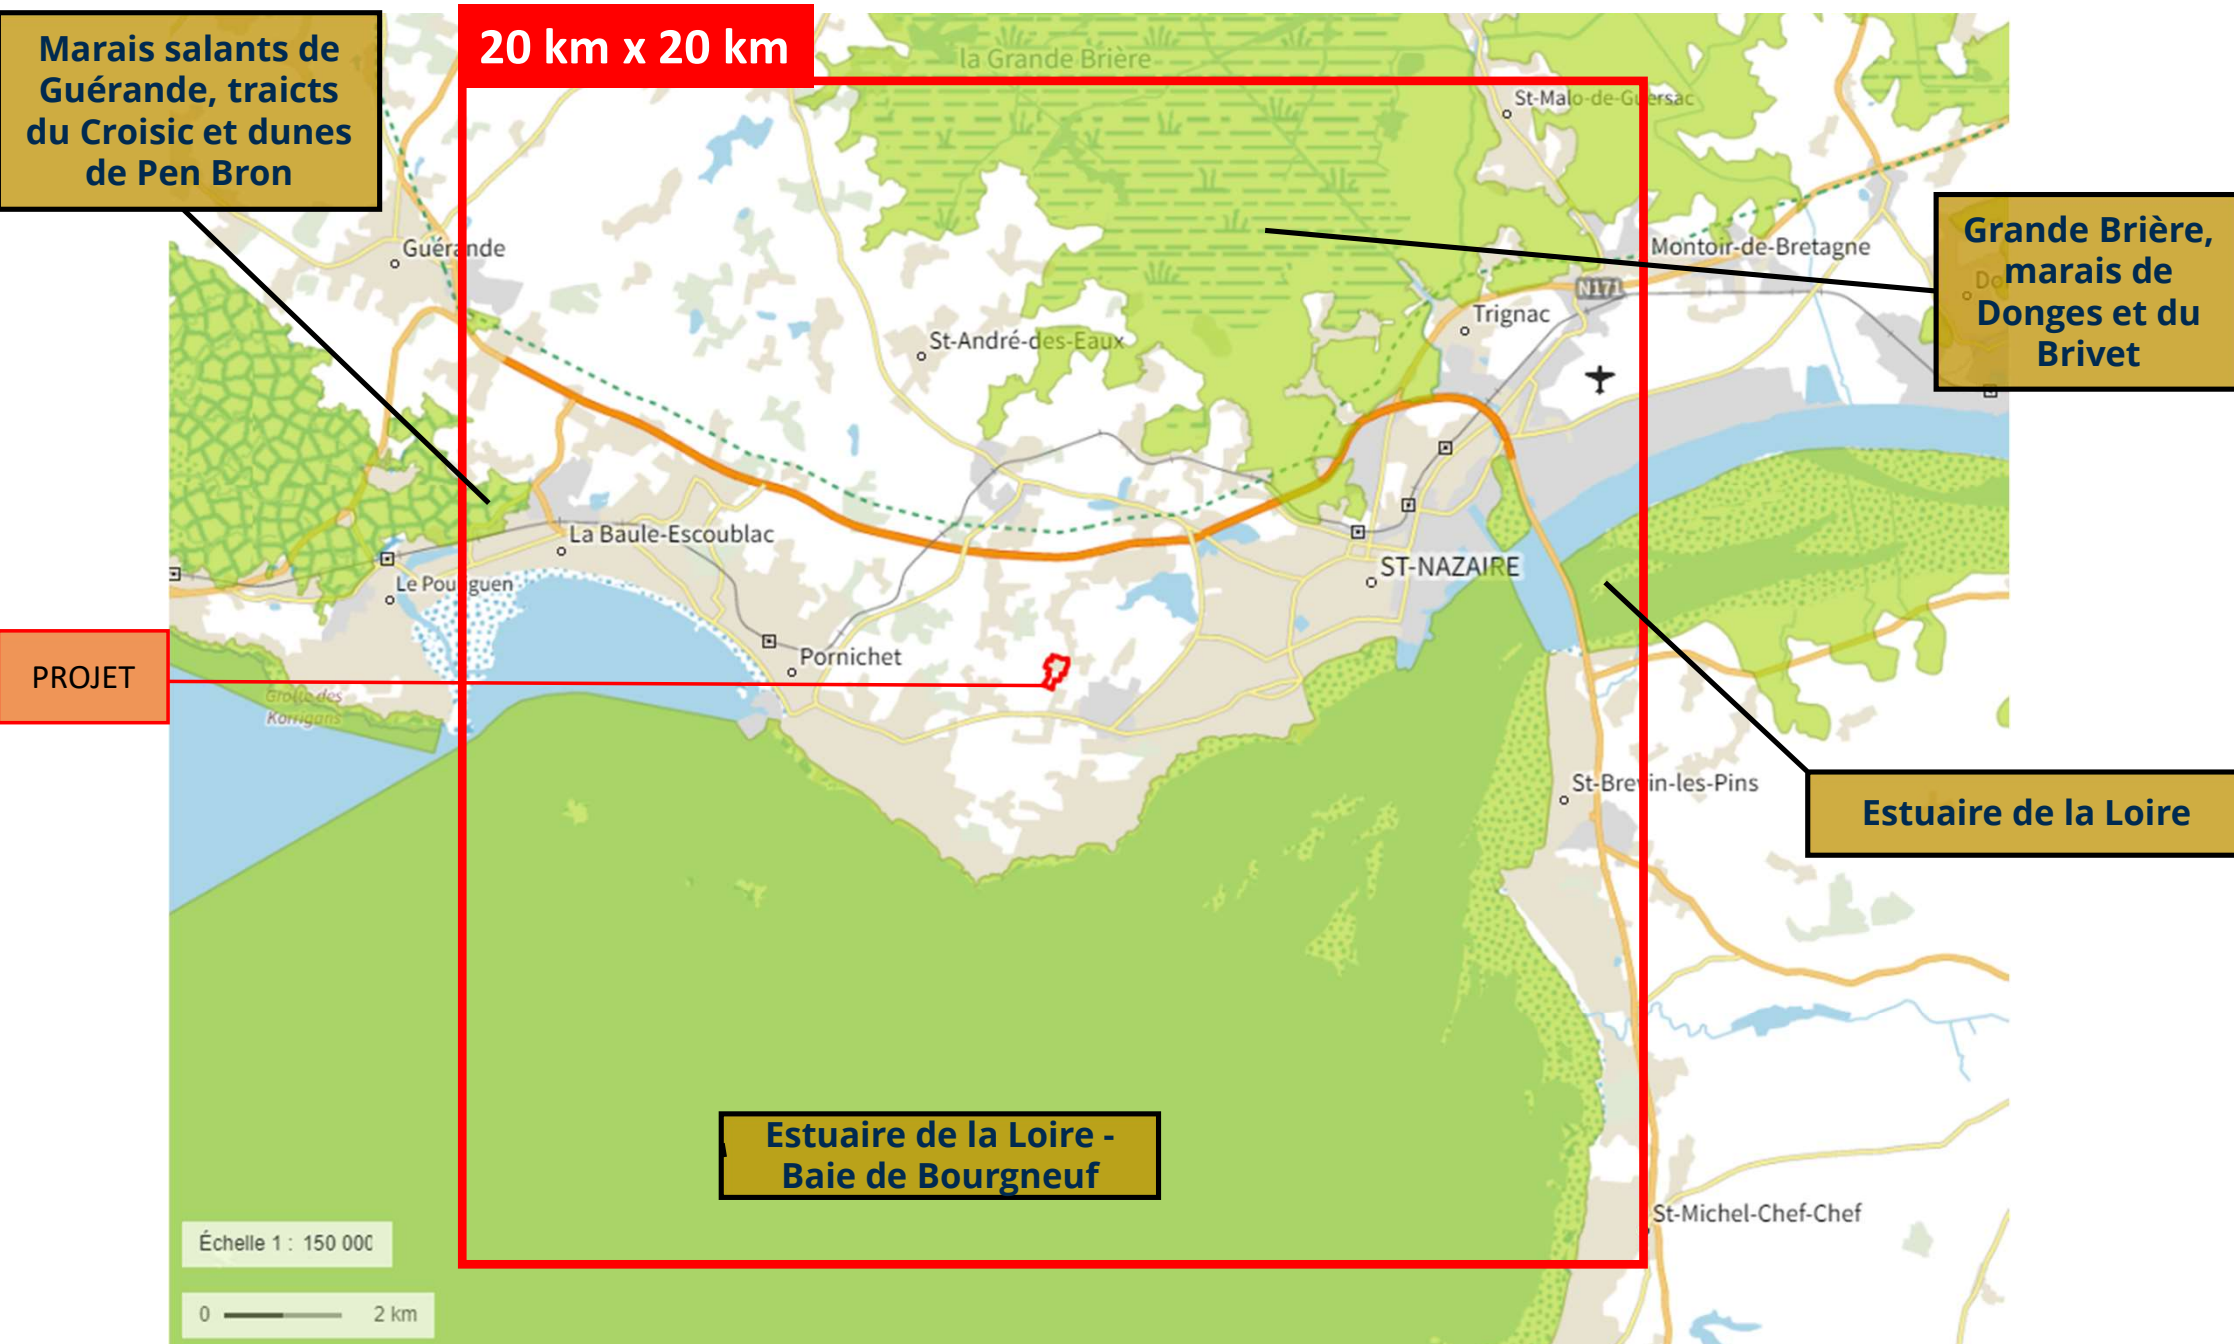 20 km x 20 km
Marais salants de
Guérande, traicts
du Croisic et dunes
de Pen Bron
la Grande Brière
St-Malo-de-Guersac
Guérande
Montoir-de-Bretagne
Grande Brière,
marais de
Donges et du
Brivet
Do
N171
Trignac
St-André-des-Eaux
La Baule-Escoublac
ST-NAZAIRE
Le Pouliguen
PROJET
Pornichet
Grotte des
Korrigans
St-Brevin-les-Pins
Estuaire de la Loire
Estuaire de la Loire -
Baie de Bourgneuf
St-Michel-Chef-Chef
Échelle 1 : 150 000
0 2 km